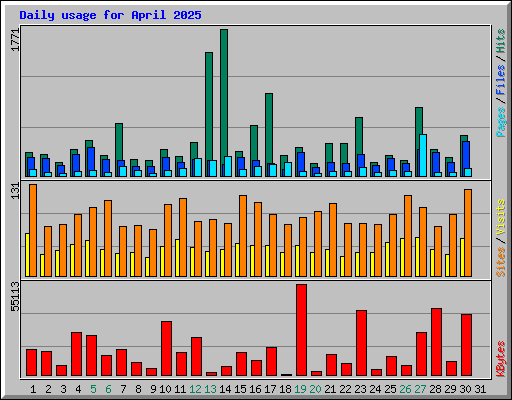 Daily usage for April 2025
1771
Pages / Files / Hits
131
Sites / Visits
55113
KBytes
1 2 3 4 5 6 7 8 9 10 11 12 13 14 15 16 17 18 19 20 21 22 23 24 25 26 27 28 29 30 31